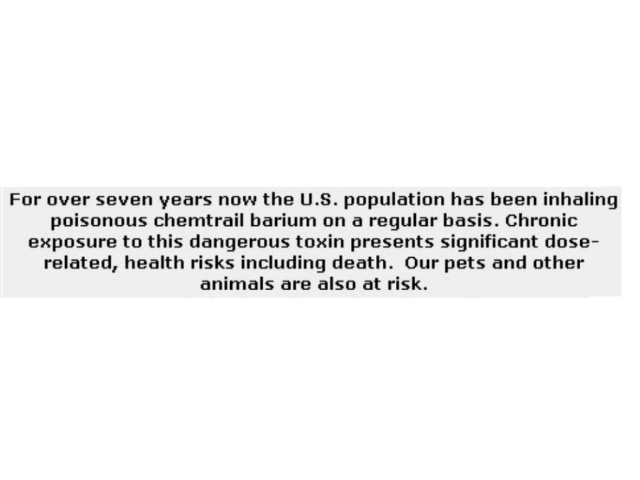 For over seven years now the U.S. population has been inhaling
poisonous chemtrail barium on a regular basis. Chronic
exposure to this dangerous toxin presents significant dose-
related, health risks including death.  Our pets and other
animals are also at risk.